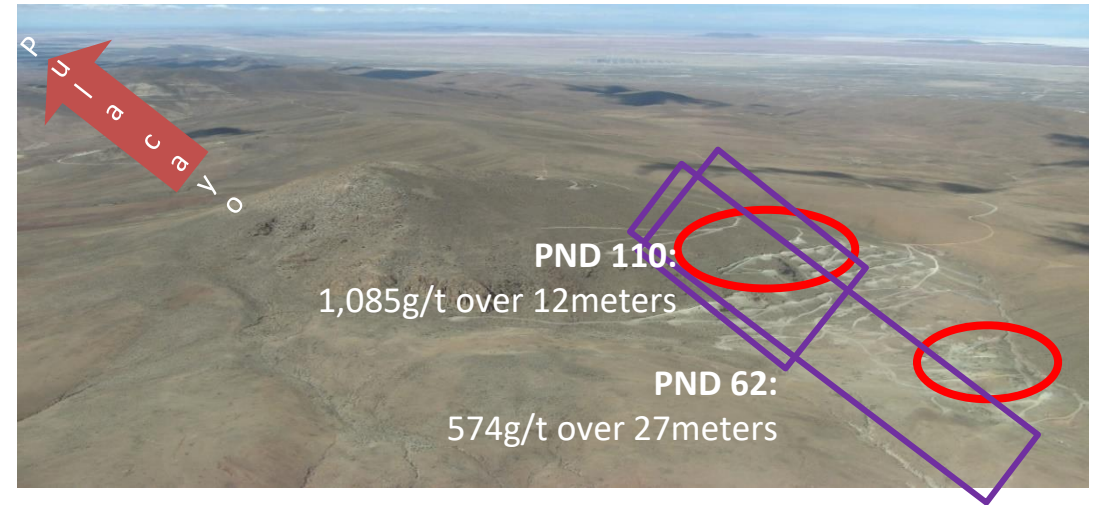 Pulacayo
PND 110:
1,085g/t over 12meters
PND 62:
574g/t over 27meters